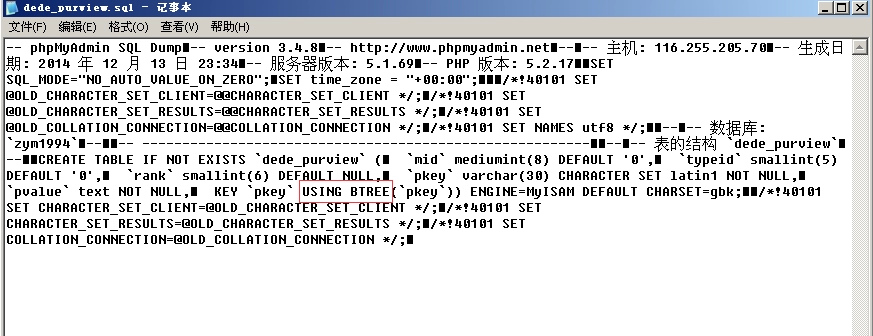 dede_purview.sql - 记事本
文件(F) 编辑(E) 格式(O) 查看(V) 帮助(H)
-- phpMyAdmin SQL Dump■-- version 3.4.8■-- http://www.phpmyadmin.net■--■-- 主机: 116.255.205.70■-- 生成日
期: 2014 年 12 月 13 日 23:34■-- 服务器版本: 5.1.69■-- PHP 版本: 5.2.17■■SET
SQL_MODE="NO_AUTO_VALUE_ON_ZERO";■SET time_zone = "+00:00";■■■/*!40101 SET
@OLD_CHARACTER_SET_CLIENT=@@CHARACTER_SET_CLIENT */;■/*!40101 SET
@OLD_CHARACTER_SET_RESULTS=@@CHARACTER_SET_RESULTS */;■/*!40101 SET
@OLD_COLLATION_CONNECTION=@@COLLATION_CONNECTION */;■/*!40101 SET NAMES utf8 */;■■--■-- 数据库:
`zym1994`■--■■-- --------------------------------------------------------■■--■-- 表的结构 `dede_purview`■
--■■CREATE TABLE IF NOT EXISTS `dede_purview` (■  `mid` mediumint(8) DEFAULT '0',■  `typeid` smallint(5)
DEFAULT '0',■  `rank` smallint(6) DEFAULT NULL,■  `pkey` varchar(30) CHARACTER SET latin1 NOT NULL,■
`pvalue` text NOT NULL,■  KEY `pkey` USING BTREE(`pkey`)) ENGINE=MyISAM DEFAULT CHARSET=gbk;■■/*!40101
SET CHARACTER_SET_CLIENT=@OLD_CHARACTER_SET_CLIENT */;■/*!40101 SET
CHARACTER_SET_RESULTS=@OLD_CHARACTER_SET_RESULTS */;■/*!40101 SET
COLLATION_CONNECTION=@OLD_COLLATION_CONNECTION */;■